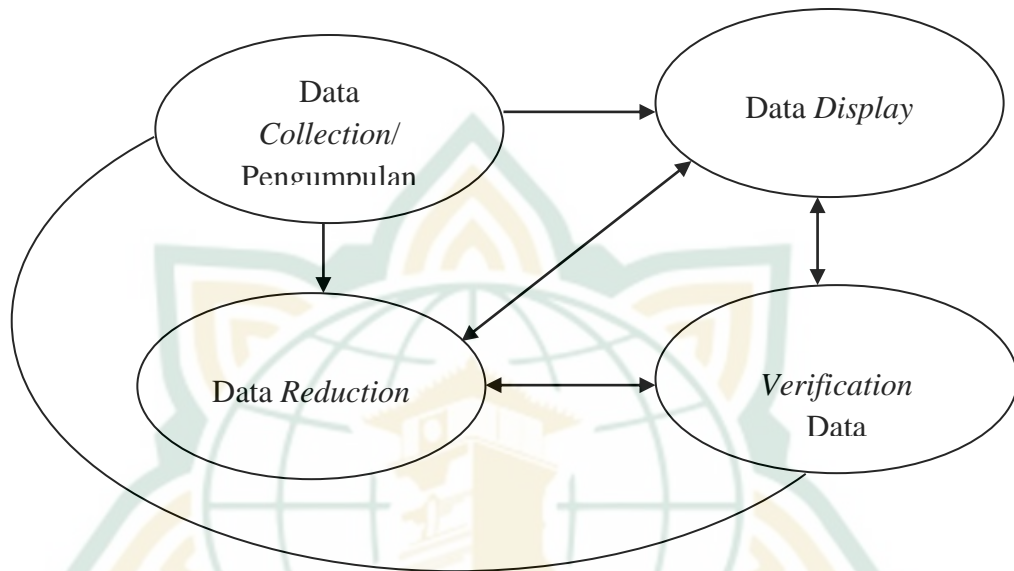 Data
Collection/
Pengumpulan
Data Display
Data Reduction
Verification
Data